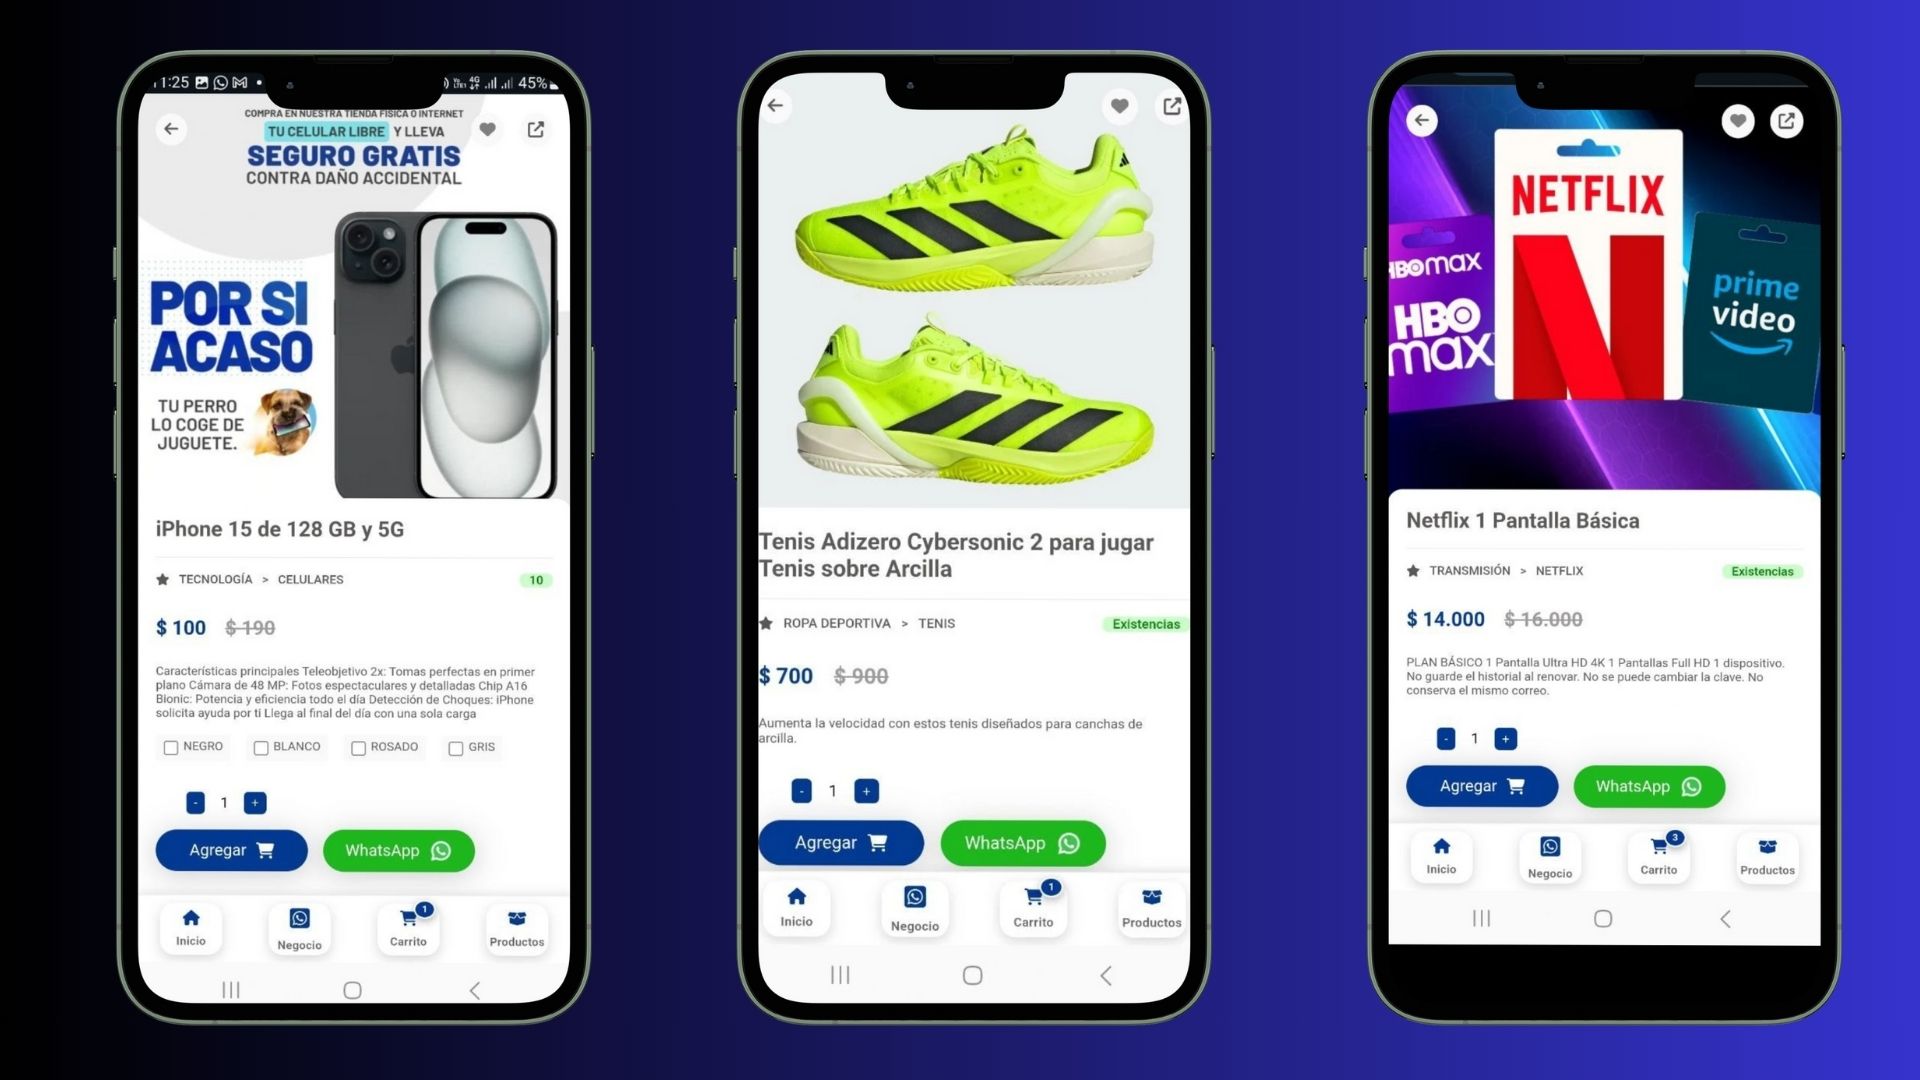 11:25
45%
COMPRA EN NUESTRA TIENDA FISICA O INTERNET
TU CELULAR LIBRE Y LLEVA
SEGURO GRATIS
CONTRA DAÑO ACCIDENTAL
POR SI
ACASO
TU PERRO
LO COGE DE
JUGUETE.
iPhone 15 de 128 GB y 5G
TECNOLOGÍA > CELULARES
10
$ 100 $ 190
Características principales Teleobjetivo 2x: Tomas perfectas en primer
plano Cámara de 48 MP: Fotos espectaculares y detalladas Chip A16
Bionic: Potencia y eficiencia todo el día Detección de Choques: iPhone
solicita ayuda por ti Llega al final del día con una sola carga
NEGRO BLANCO ROSADO GRIS
- 1 +
Agregar WhatsApp
1
Inicio Negocio Carrito Productos
Tenis Adizero Cybersonic 2 para jugar
Tenis sobre Arcilla
ROPA DEPORTIVA > TENIS
Existencias
$ 700 $ 900
Aumenta la velocidad con estos tenis diseñados para canchas de
arcilla.
- 1 +
Agregar WhatsApp
1
Inicio Negocio Carrito Productos
NETFLIX
HBOmax
HBO
max
prime
video
Netflix 1 Pantalla Básica
TRANSMISIÓN > NETFLIX
Existencias
$ 14.000 $ 16.000
PLAN BÁSICO 1 Pantalla Ultra HD 4K 1 Pantallas Full HD 1 dispositivo.
No guarde el historial al renovar. No se puede cambiar la clave. No
conserva el mismo correo.
- 1 +
Agregar WhatsApp
3
Inicio Negocio Carrito Productos